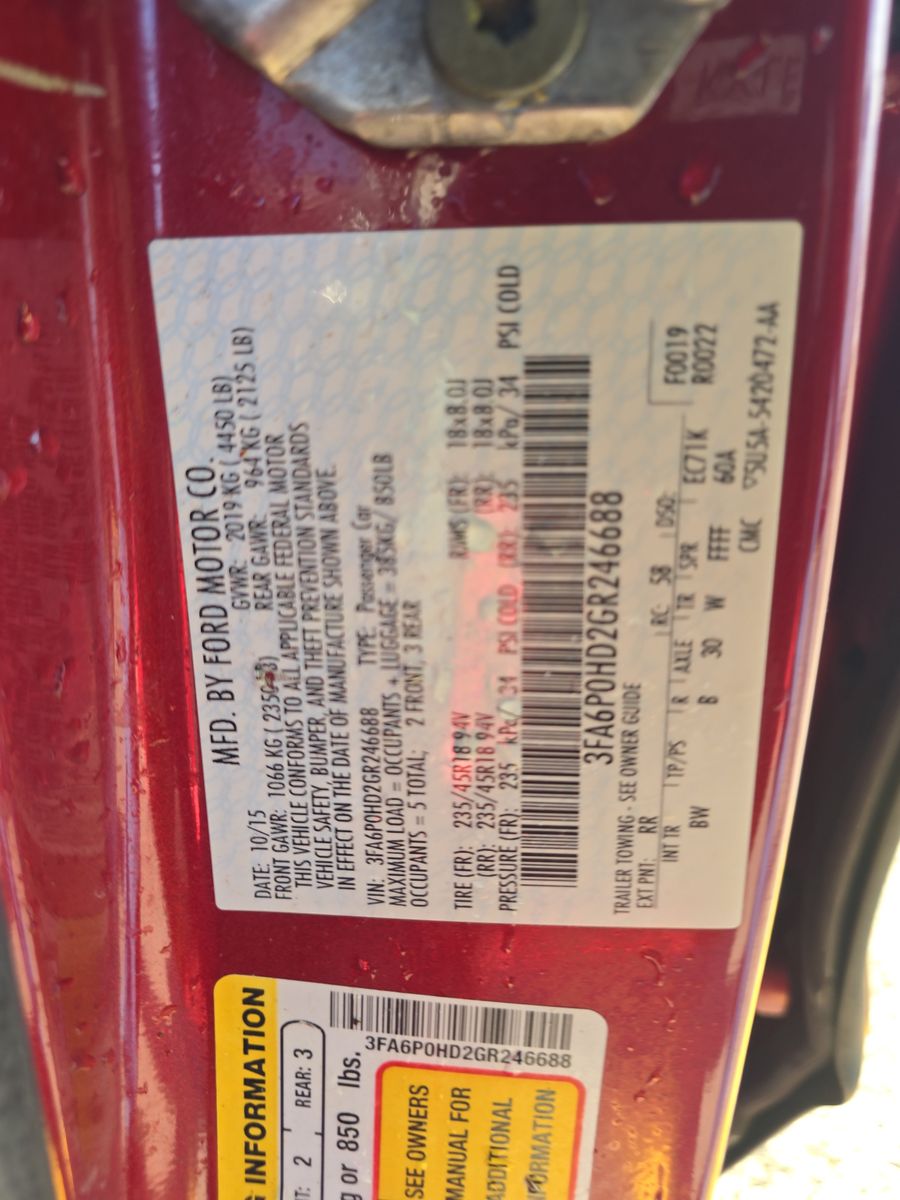 MFD. BY FORD MOTOR CO.
DATE: 10/15 GVWR: 2019 KG ( 4450 LB)
FRONT GAWR: 1066 KG ( 2350 LB) REAR GAWR: 964 KG ( 2125 LB)
THIS VEHICLE CONFORMS TO ALL APPLICABLE FEDERAL MOTOR
VEHICLE SAFETY, BUMPER, AND THEFT PREVENTION STANDARDS
IN EFFECT ON THE DATE OF MANUFACTURE SHOWN ABOVE.
VIN: 3FA6P0HD2GR246688 TYPE: Passenger Car
MAXIMUM LOAD = OCCUPANTS + LUGGAGE = 385KG/ 850LB
OCCUPANTS = 5 TOTAL; 2 FRONT, 3 REAR
TIRE (FR): 235/45R18 94V RIMS (FR): 18x8.0J
(RR): 235/45R18 94V (RR): 18x8.0J
PRESSURE (FR): 235 kPa/ 34 PSI COLD (RR): 235 kPa/ 34 PSI COLD
3FA6P0HD2GR246688
TRAILER TOWING - SEE OWNER GUIDE
EXT PNT: RR RC: 58 DSO: F0019
R0022
INT TR TP/PS R AXLE TR SPR EC71K
BW B 30 W FFFF 60A
CMC ▽5U5A-5420472-AA
INFORMATION
2 REAR: 3
or 850 lbs.
3FA6P0HD2GR246688
SEE OWNERS
MANUAL FOR
ADDITIONAL
INFORMATION